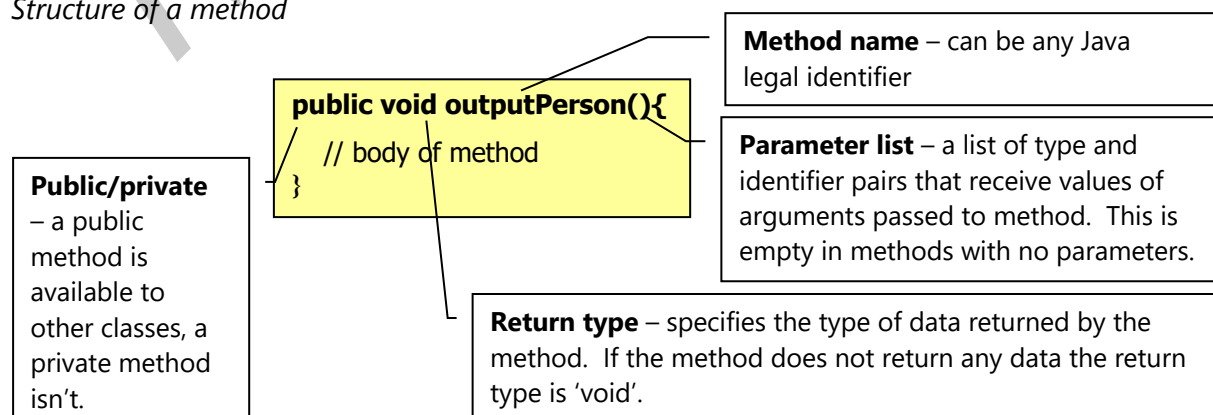 Structure of a method
Method name – can be any Java
legal identifier
public void outputPerson(){
// body of method
}
Parameter list – a list of type and
identifier pairs that receive values of
arguments passed to method.  This is
empty in methods with no parameters.
Public/private
– a public
method is
available to
other classes, a
private method
isn't.
Return type – specifies the type of data returned by the
method.  If the method does not return any data the return
type is 'void'.